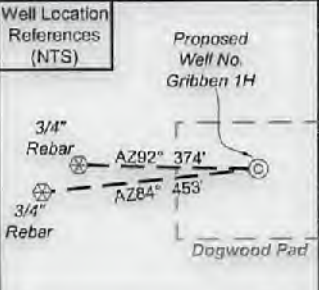 Well Location
References
(NTS)
Proposed
Well No.
Gribben 1H
3/4"
Rebar
AZ92° 374'
AZ84° 453'
3/4"
Rebar
Dogwood Pad